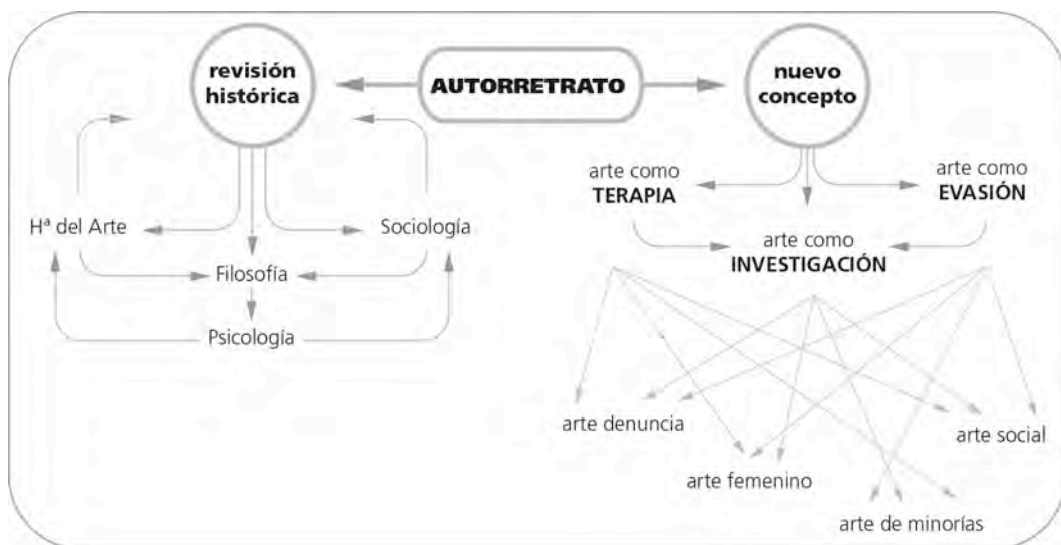 revisión
histórica
AUTORRETRATO
nuevo
concepto
Hª del Arte
Sociología
Filosofía
Psicología
arte como
TERAPIA
arte como
EVASIÓN
arte como
INVESTIGACIÓN
arte denuncia
arte social
arte femenino
arte de minorías